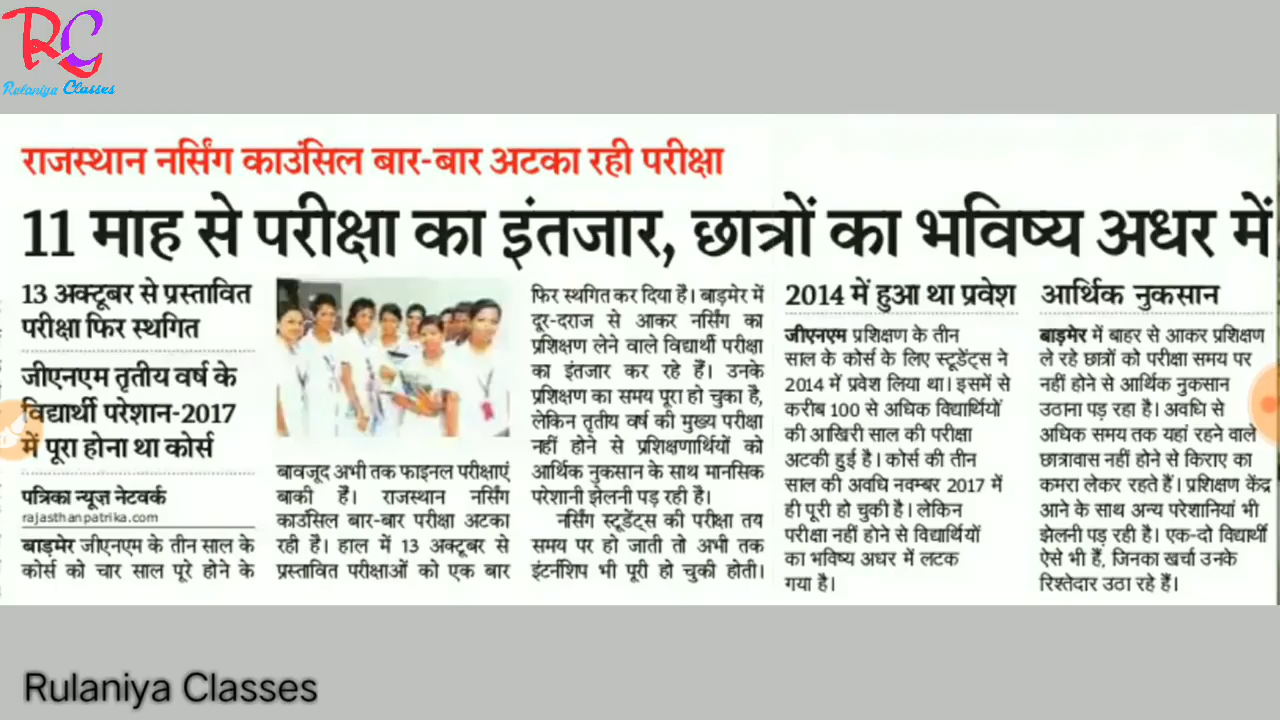 RC
Rulaniya Classes
राजस्थान नर्सिंग काउंसिल बार-बार अटका रही परीक्षा
11 माह से परीक्षा का इंतजार, छात्रों का भविष्य अधर में
13 अक्टूबर से प्रस्तावित
परीक्षा फिर स्थगित
जीएनएम तृतीय वर्ष के
विद्यार्थी परेशान-2017
में पूरा होना था कोर्स
पत्रिका न्यूज नेटवर्क
rajasthanpatrika.com
बाड़मेर जीएनएम के तीन साल के
कोर्स को चार साल पूरे होने के
बावजूद अभी तक फाइनल परीक्षाएं
बाकी हैं। राजस्थान नर्सिंग
काउंसिल बार-बार परीक्षा अटका
रही है। हाल में 13 अक्टूबर से
प्रस्तावित परीक्षाओं को एक बार
फिर स्थगित कर दिया है। बाड़मेर में
दूर-दराज से आकर नर्सिंग का
प्रशिक्षण लेने वाले विद्यार्थी परीक्षा
का इंतजार कर रहे हैं। उनके
प्रशिक्षण का समय पूरा हो चुका है,
लेकिन तृतीय वर्ष की मुख्य परीक्षा
नहीं होने से प्रशिक्षणार्थियों को
आर्थिक नुकसान के साथ मानसिक
परेशानी झेलनी पड़ रही है।
नर्सिंग स्टूडेंट्स की परीक्षा तय
समय पर हो जाती तो अभी तक
इंटर्नशिप भी पूरी हो चुकी होती।
2014 में हुआ था प्रवेश
जीएनएम प्रशिक्षण के तीन
साल के कोर्स के लिए स्टूडेंट्स ने
2014 में प्रवेश लिया था। इसमें से
करीब 100 से अधिक विद्यार्थियों
की आखिरी साल की परीक्षा
अटकी हुई है। कोर्स की तीन
साल की अवधि नवम्बर 2017 में
ही पूरी हो चुकी है। लेकिन
परीक्षा नहीं होने से विद्यार्थियों
का भविष्य अधर में लटक
गया है।
आर्थिक नुकसान
बाड़मेर में बाहर से आकर प्रशिक्षण
ले रहे छात्रों को परीक्षा समय पर
नहीं होने से आर्थिक नुकसान
उठाना पड़ रहा है। अवधि से
अधिक समय तक यहां रहने वाले
छात्रावास नहीं होने से किराए का
कमरा लेकर रहते हैं। प्रशिक्षण केंद्र
आने के साथ अन्य परेशानियां भी
झेलनी पड़ रही है। एक-दो विद्यार्थी
ऐसे भी हैं, जिनका खर्चा उनके
रिश्तेदार उठा रहे हैं।
Rulaniya Classes